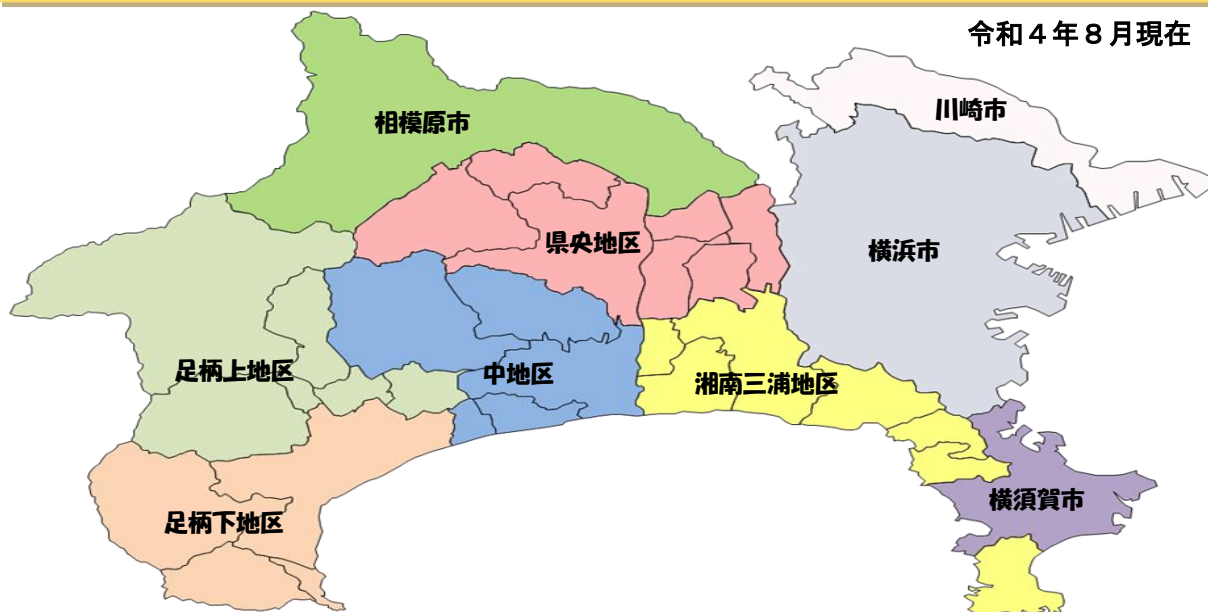 令和４年８月現在
川崎市
相模原市
県央地区
横浜市
足柄上地区
中地区
湘南三浦地区
横須賀市
足柄下地区